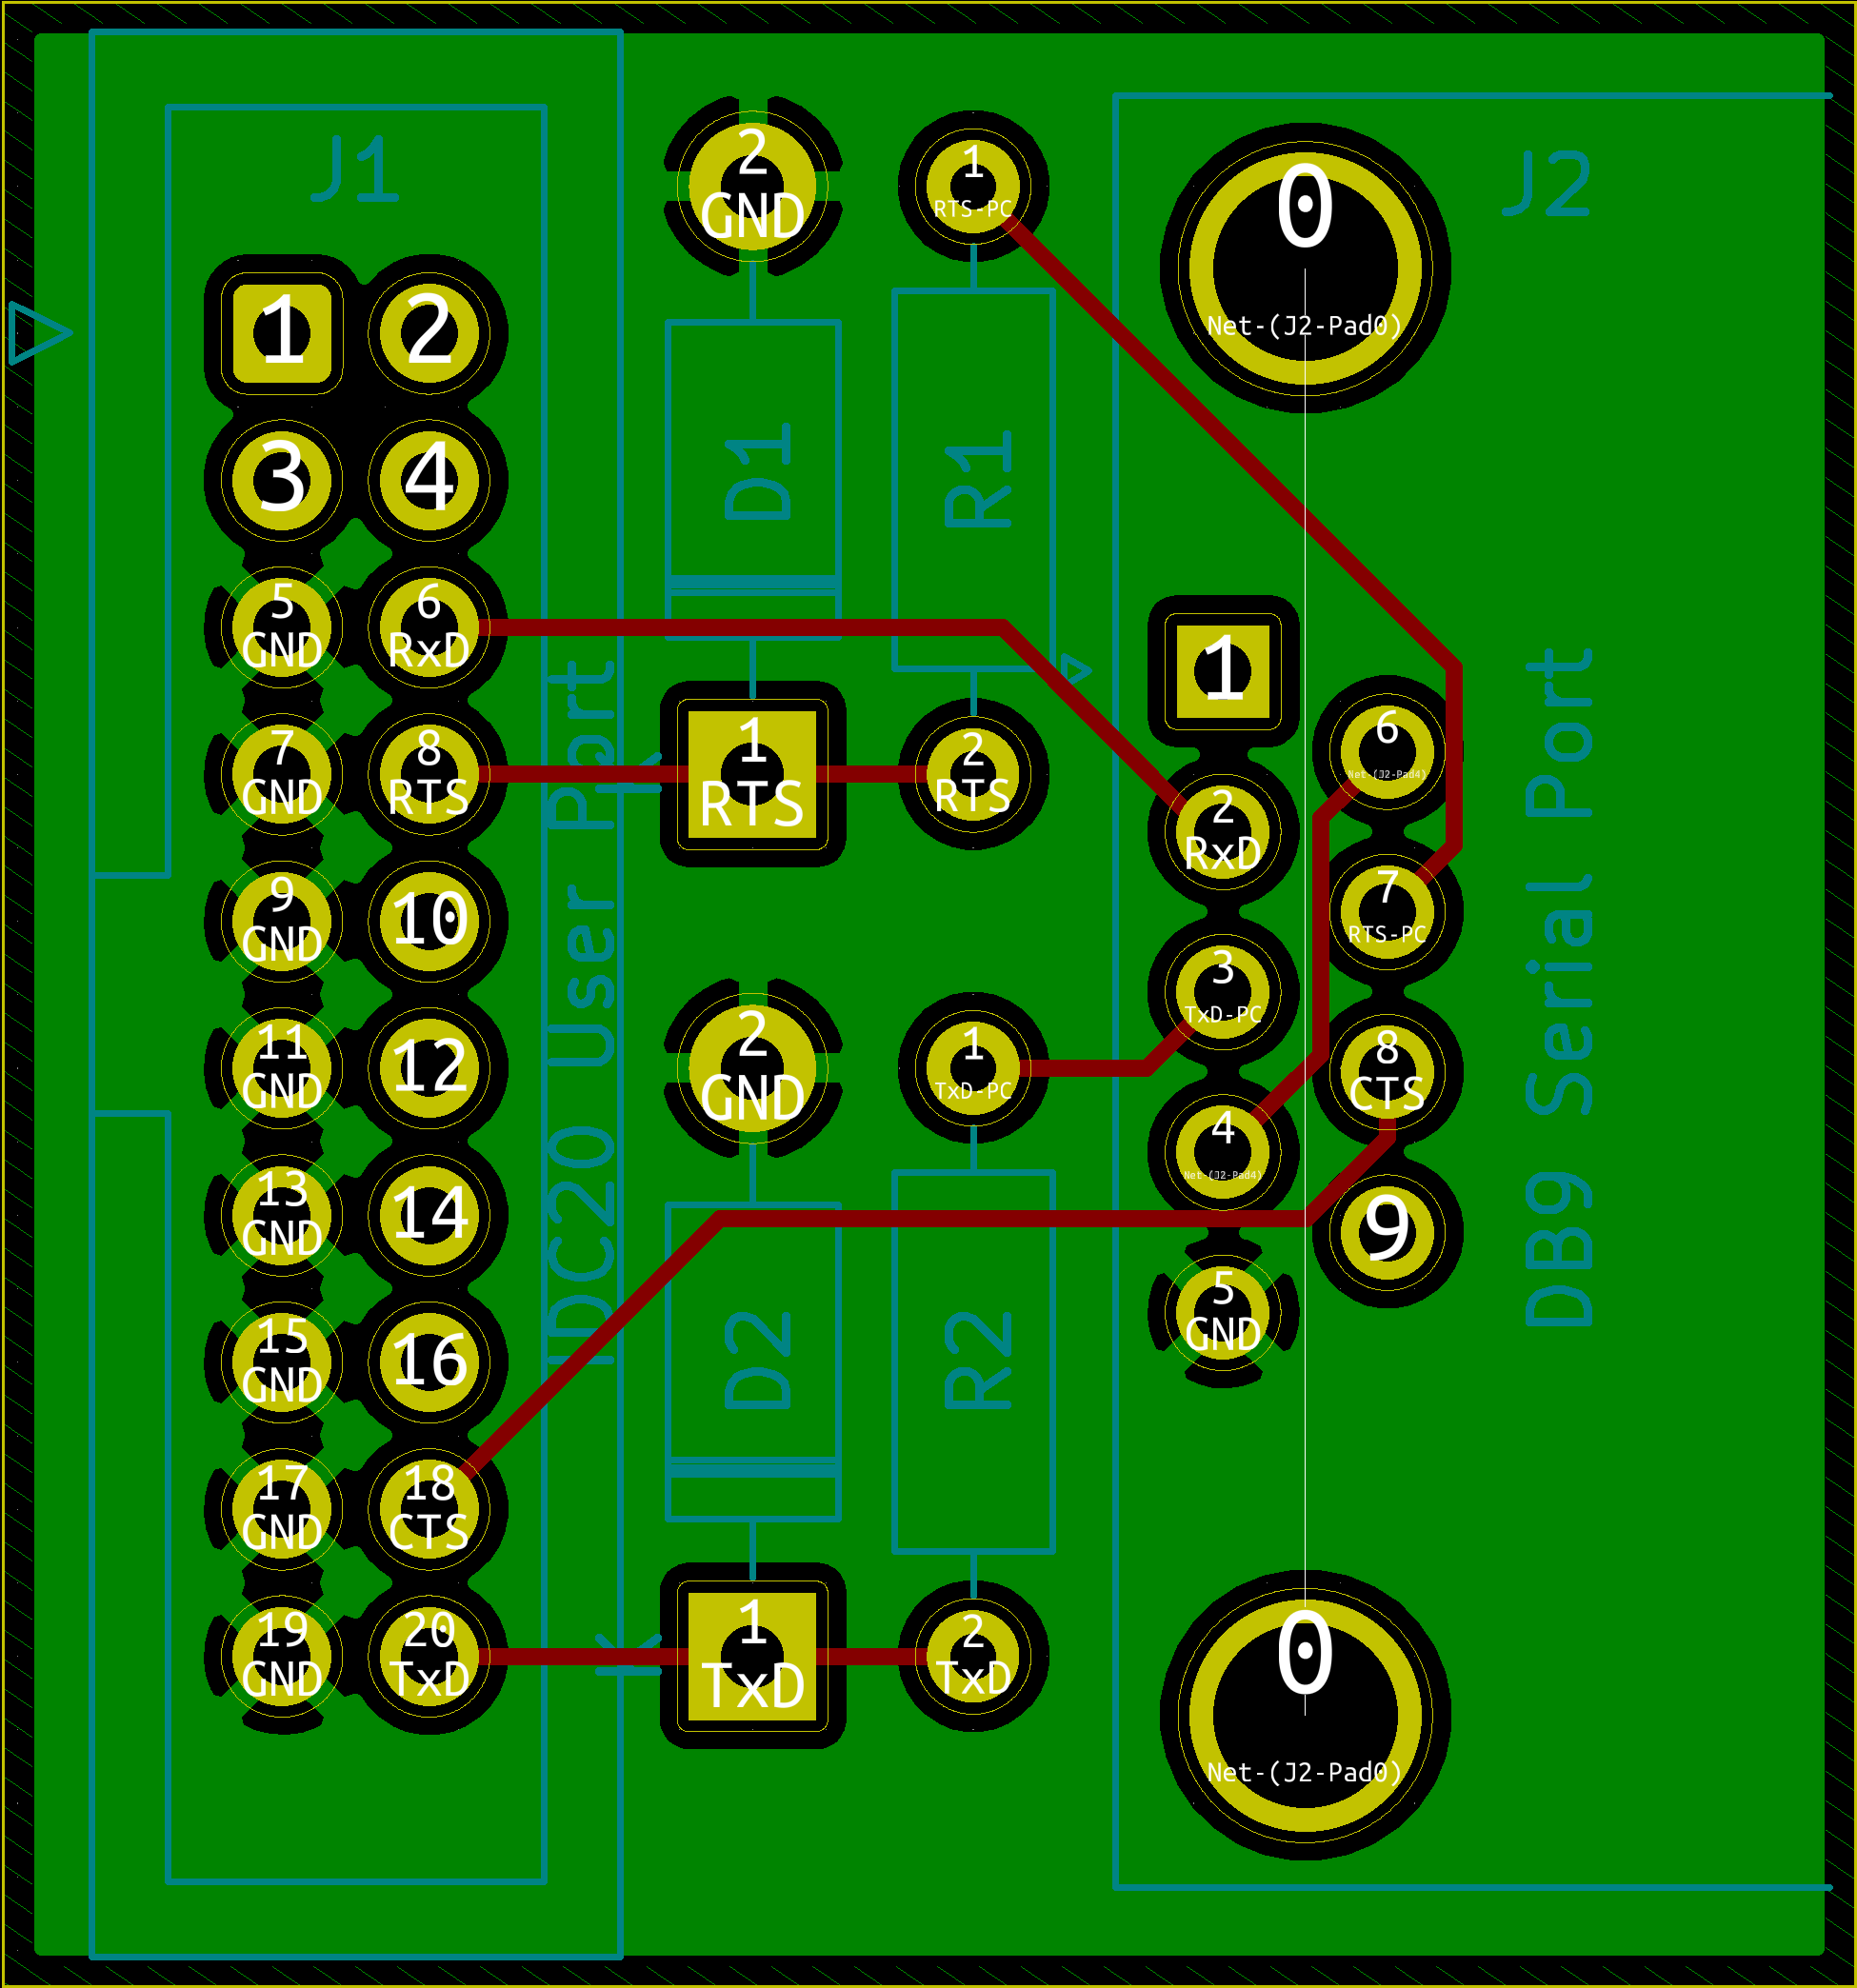 J1
J2
2
GND
1
RTS-PC
0
Net-(J2-Pad0)
1
2
3
4
D1
R1
5
GND
6
RxD
7
GND
8
RTS
K
1
RTS
2
RTS
1
6
Net-(J2-Pad4)
2
RxD
7
RTS-PC
9
GND
10
3
TxD-PC
8
CTS
11
GND
12
2
GND
1
TxD-PC
4
Net-(J2-Pad4)
13
GND
14
9
5
GND
IDC20 User Port
DB9 Serial Port
15
GND
16
D2
R2
17
GND
18
CTS
19
GND
20
TxD
K
1
TxD
2
TxD
0
Net-(J2-Pad0)